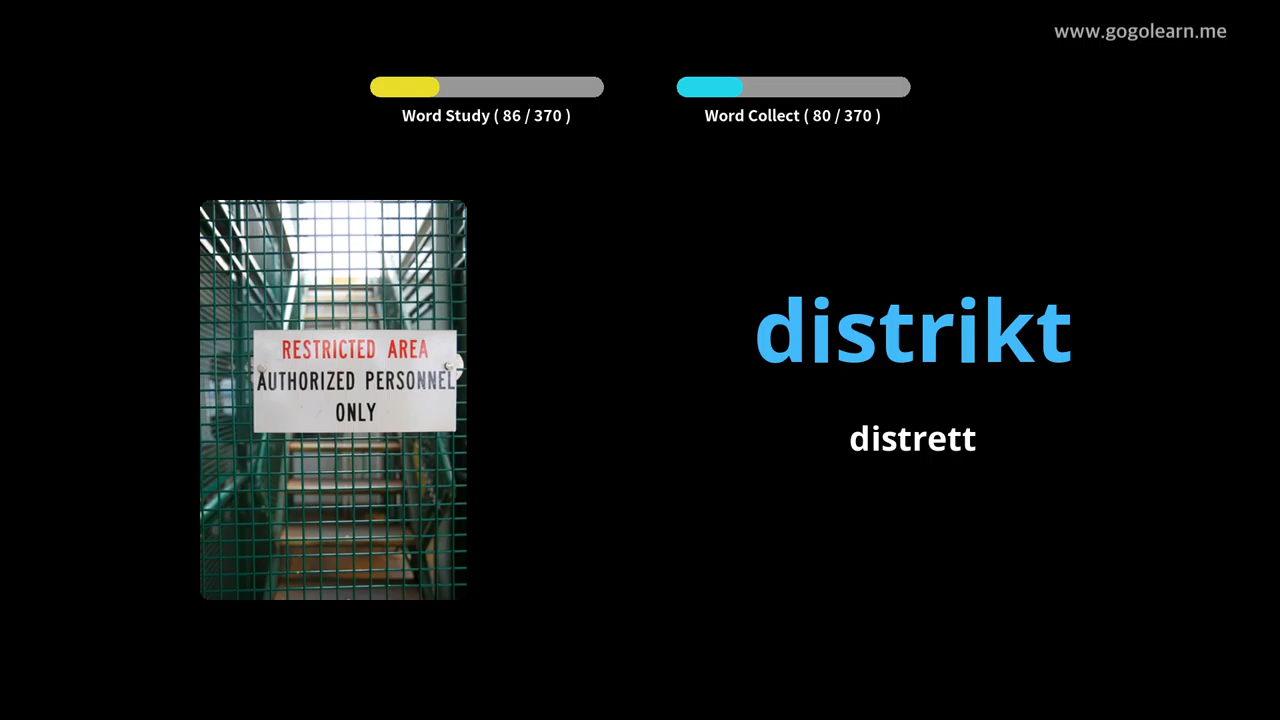 www.gogolearn.me
Word Study ( 86 / 370 )
Word Collect ( 80 / 370 )
RESTRICTED AREA
AUTHORIZED PERSONNEL
ONLY
distrikt
distrett